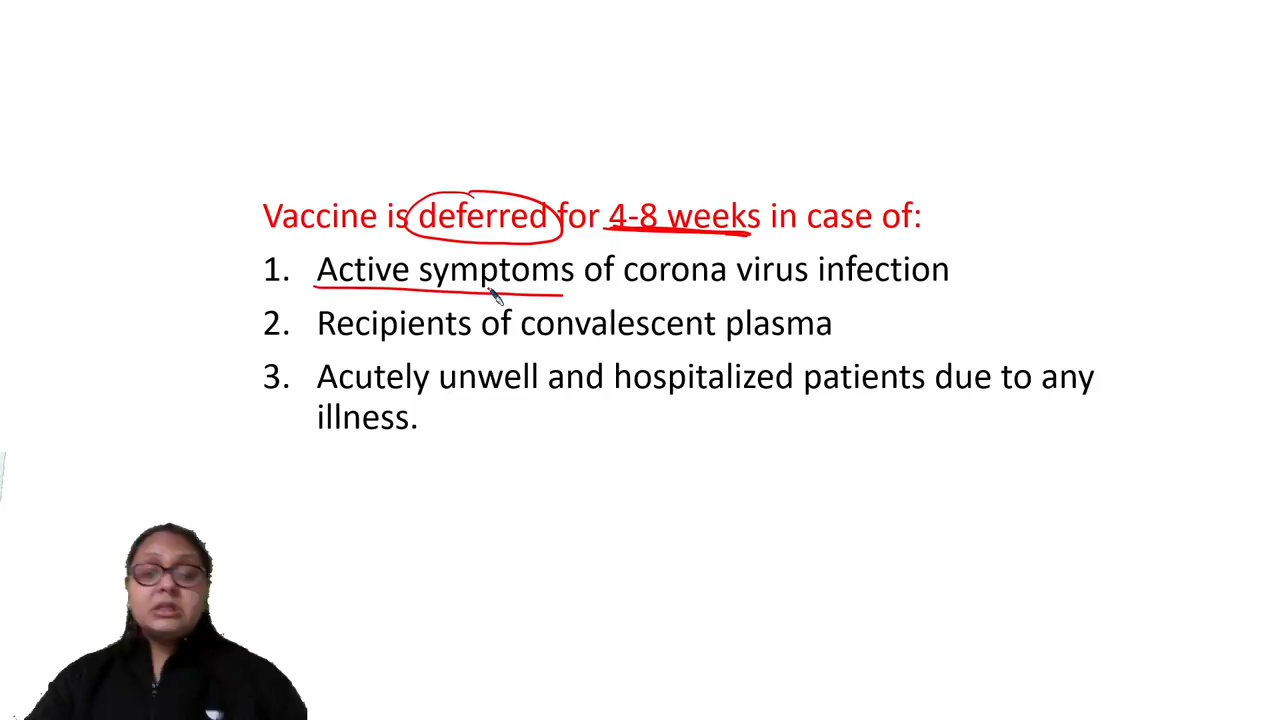 Vaccine is deferred for 4-8 weeks in case of:
1. Active symptoms of corona virus infection
2. Recipients of convalescent plasma
3. Acutely unwell and hospitalized patients due to any
illness.